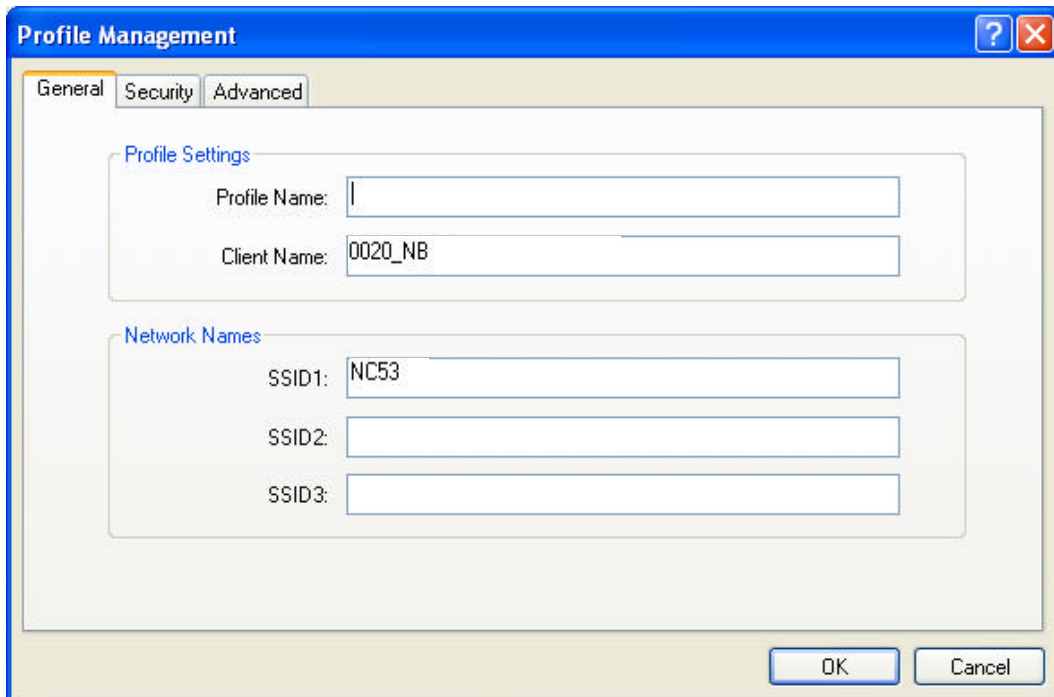 Profile Management
General Security Advanced
Profile Settings
Profile Name:
Client Name: 0020_NB
Network Names
SSID1: NC53
SSID2:
SSID3:
OK Cancel